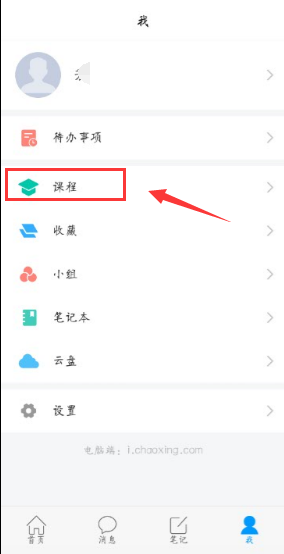 我
待办事项
课程
收藏
小组
笔记本
云盘
设置
电脑端：i.chaoxing.com
首页
消息
笔记
我